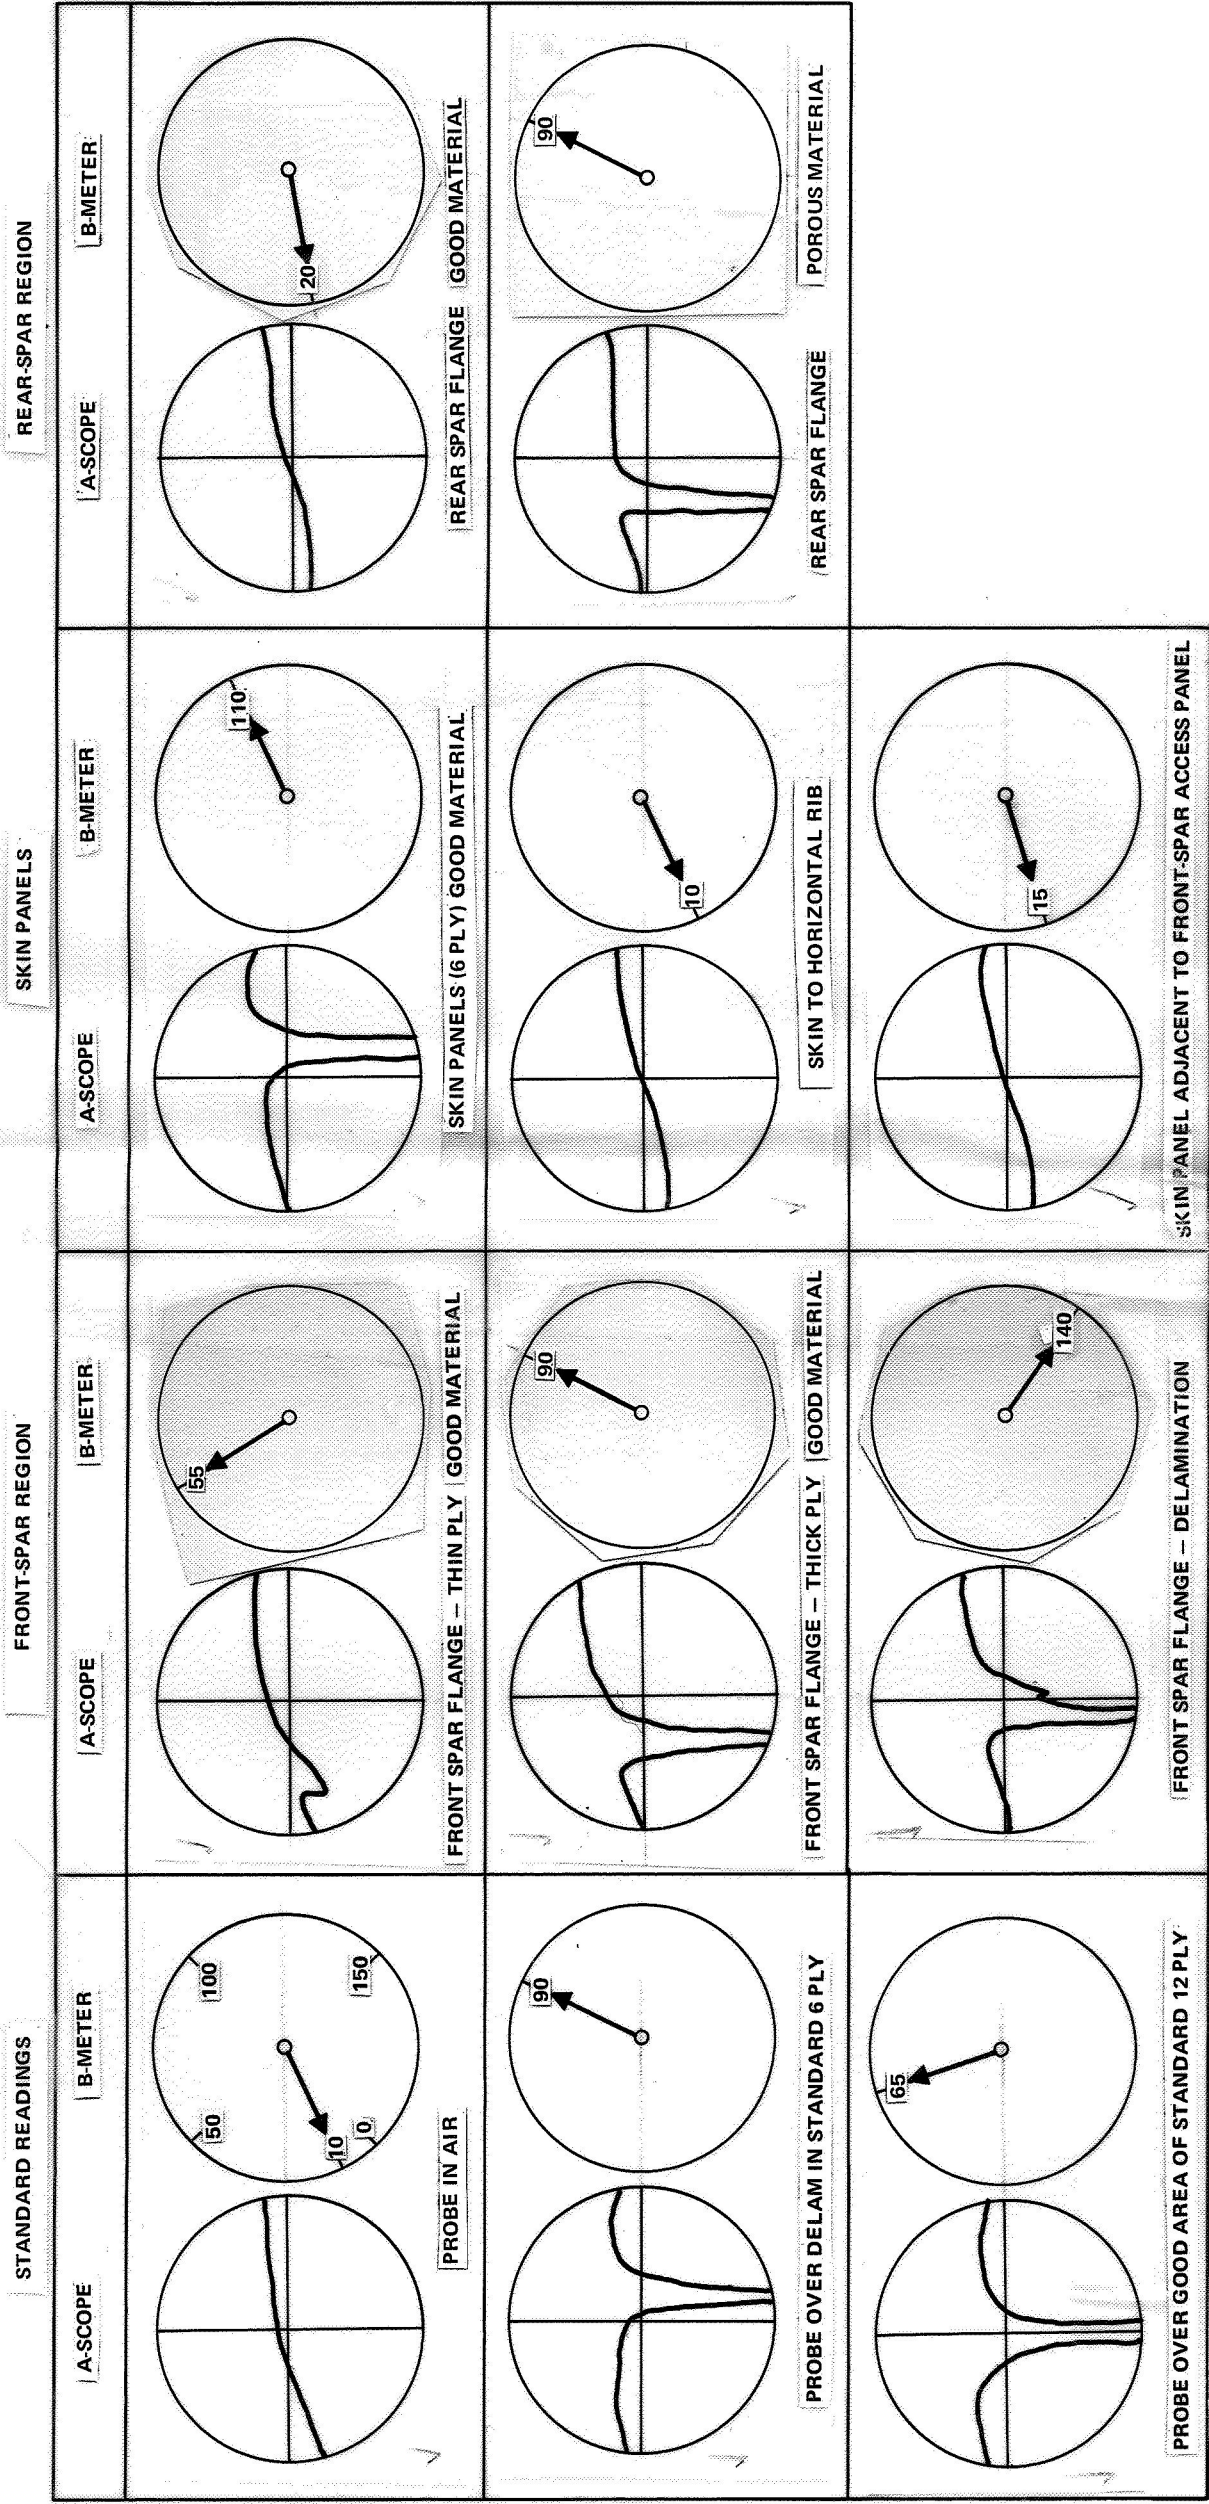 STANDARD READINGS
A-SCOPE
B-METER
50
100
150
0
10
PROBE IN AIR
90
PROBE OVER DELAM IN STANDARD 6 PLY
65
PROBE OVER GOOD AREA OF STANDARD 12 PLY
FRONT-SPAR REGION
A-SCOPE
B-METER
55
FRONT SPAR FLANGE – THIN PLY GOOD MATERIAL
90
FRONT SPAR FLANGE – THICK PLY GOOD MATERIAL
140
FRONT SPAR FLANGE – DELAMINATION
SKIN PANELS
A-SCOPE
B-METER
110
SKIN PANELS (6 PLY) GOOD MATERIAL
10
SKIN TO HORIZONTAL RIB
15
SKIN PANEL ADJACENT TO FRONT-SPAR ACCESS PANEL
REAR-SPAR REGION
A-SCOPE
B-METER
20
REAR SPAR FLANGE GOOD MATERIAL
90
REAR SPAR FLANGE POROUS MATERIAL